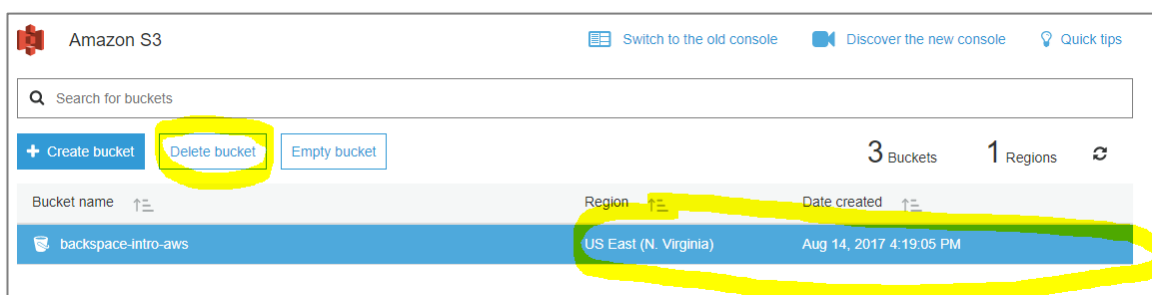 Amazon S3 Switch to the old console Discover the new console Quick tips
Search for buckets
+ Create bucket Delete bucket Empty bucket 3 Buckets 1 Regions
Bucket name Region Date created
backspace-intro-aws US East (N. Virginia) Aug 14, 2017 4:19:05 PM